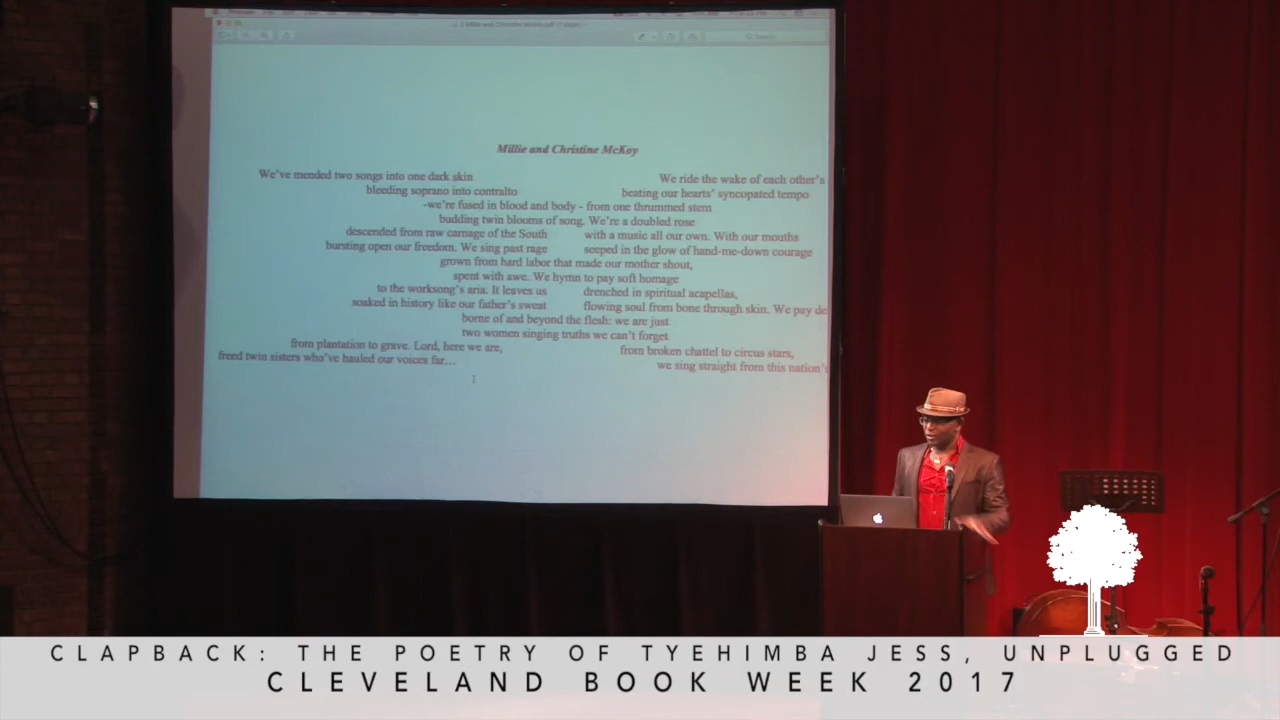 2 Millie and Christine McKoy.pdf (1 page)
Search
Millie and Christine McKoy
We've mended two songs into one dark skin We ride the wake of each other's
bleeding soprano into contralto beating our hearts' syncopated tempo
-we're fused in blood and body - from one thrummed stem
budding twin blooms of song. We're a doubled rose
descended from raw carnage of the South with a music all our own. With our mouths
bursting open our freedom. We sing past rage seeped in the glow of hand-me-down courage
grown from hard labor that made our mother shout,
spent with awe. We hymn to pay soft homage
to the worksong's aria. It leaves us drenched in spiritual acapellas,
soaked in history like our father's sweat flowing soul from bone through skin. We pay de
borne of and beyond the flesh: we are just
two women singing truths we can't forget
from plantation to grave. Lord, here we are, from broken chattel to circus stars,
freed twin sisters who've hauled our voices far... we sing straight from this nation's
CLAPBACK: THE POETRY OF TYEHIMBA JESS, UNPLUGGED
CLEVELAND BOOK WEEK 2017